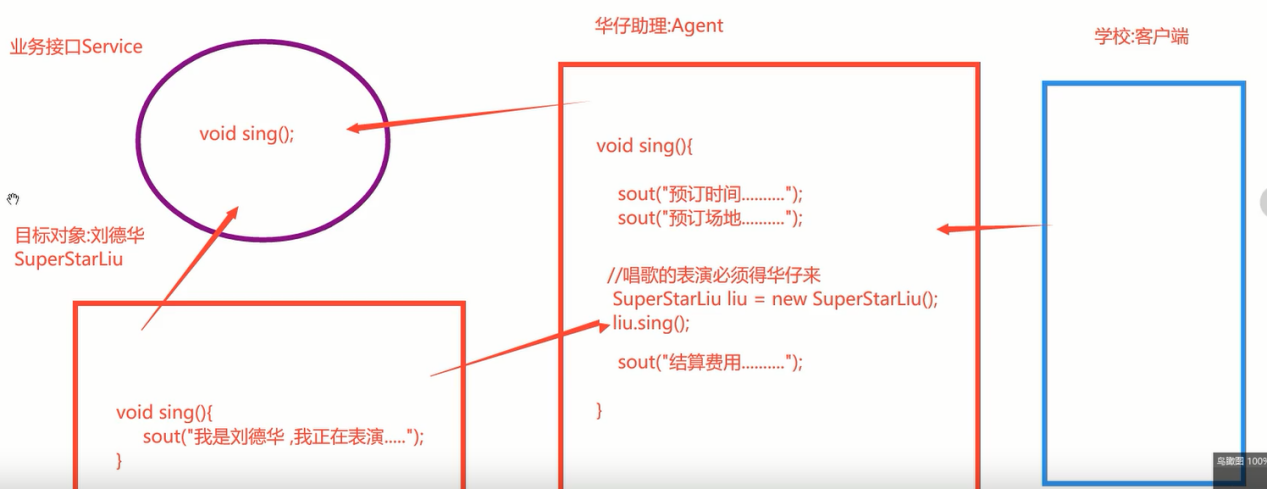 业务接口Service
void sing();
目标对象:刘德华
SuperStarLiu
void sing(){
sout("我是刘德华 ,我正在表演.....");
}
华仔助理:Agent
void sing(){
sout("预订时间..........");
sout("预订场地..........");
//唱歌的表演必须得华仔来
SuperStarLiu liu = new SuperStarLiu();
liu.sing();
sout("结算费用..........");
}
学校:客户端
鸟瞰图 100%